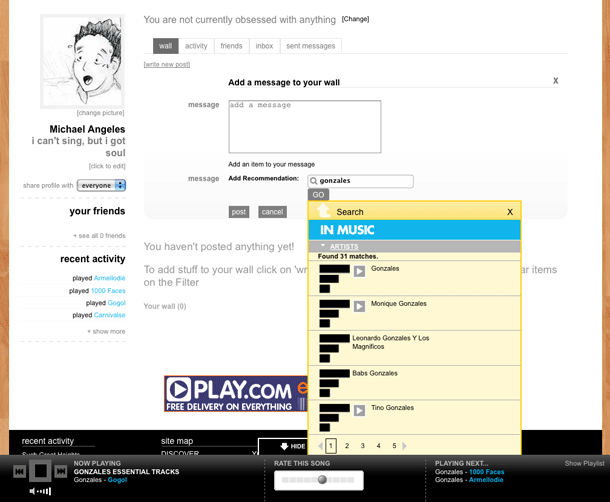 You are not currently obsessed with anything [Change]
wall activity friends inbox sent messages
[write new post]
[change picture]
Michael Angeles
i can't sing, but i got
soul
[click to edit]
share profile with everyone
your friends
+ see all 0 friends
recent activity
played Armellodie
played 1000 Faces
played Gogol
played Carnivalse
+ show more
Add a message to your wall X
message add a message
Add an item to your message
message Add Recommendation: gonzales
GO
post cancel
You haven't posted anything yet!
To add stuff to your wall click on 'wr
ar items
on the Filter
Your wall (0)
Search X
IN MUSIC
ARTISTS
Found 31 matches.
Gonzales
Monique Gonzales
Leonardo Gonzales Y Los
Magnificos
Babs Gonzales
Tino Gonzales
1 2 3 4 5
PLAY.COM
FREE DELIVERY ON EVERYTHING
recent activity site map
DISCOVER
HIDE
NOW PLAYING
GONZALES ESSENTIAL TRACKS
Gonzales - Gogol
RATE THIS SONG
PLAYING NEXT...
Gonzales - 1000 Faces
Gonzales - Armellodie
Show Playlist